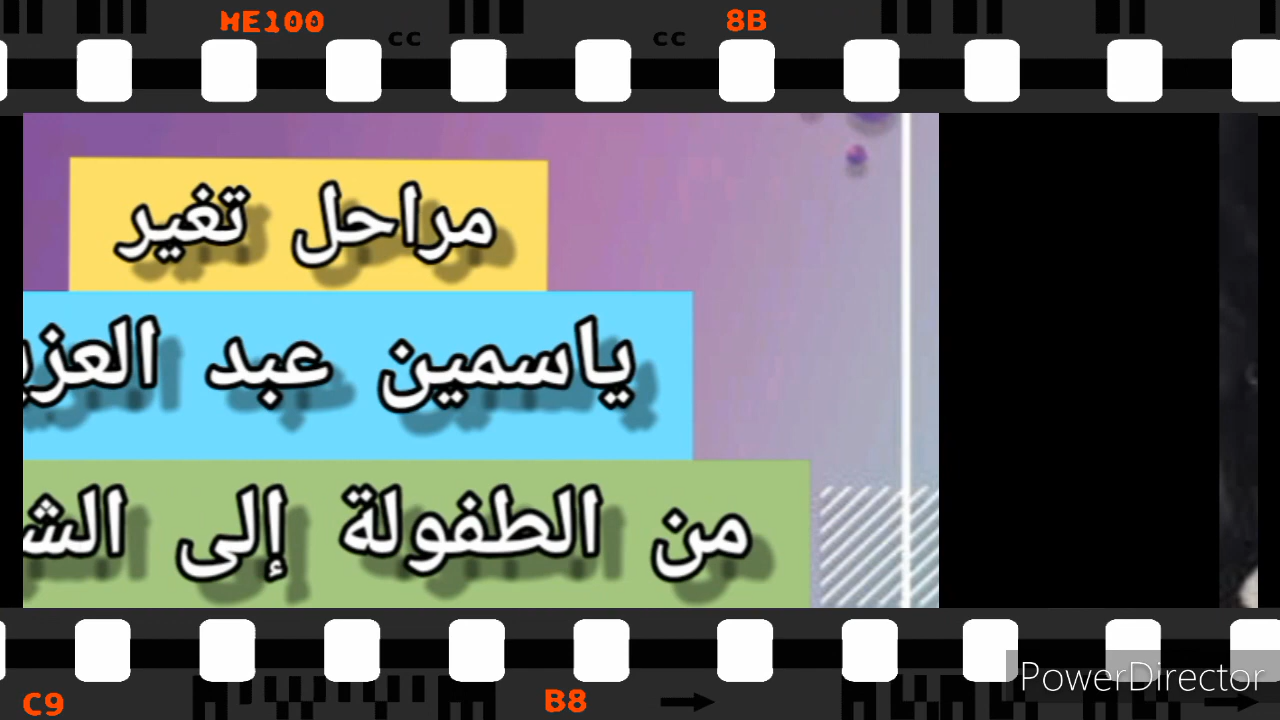 ME100 8B
cc cc
مراحل تغير
ياسمين عبد
من الطفولة إلى
PowerDirector
C9 B8